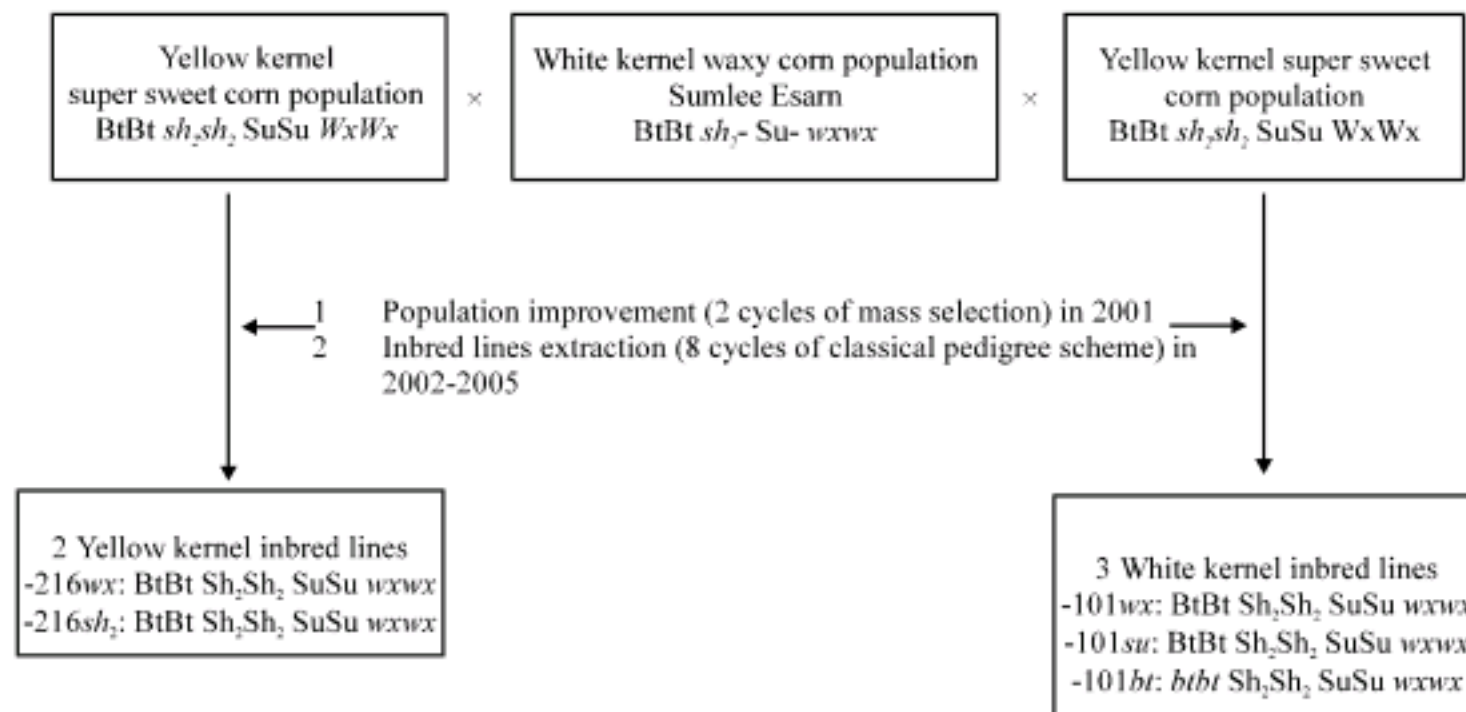 Yellow kernel
super sweet corn population
BtBt sh₂sh₂ SuSu WxWx
×
White kernel waxy corn population
Sumlee Esarn
BtBt sh₂- Su- wxwx
×
Yellow kernel super sweet
corn population
BtBt sh₂sh₂ SuSu WxWx
1 Population improvement (2 cycles of mass selection) in 2001
2 Inbred lines extraction (8 cycles of classical pedigree scheme) in
2002-2005
2 Yellow kernel inbred lines
-216wx: BtBt Sh₂Sh₂ SuSu wxwx
-216sh₂: BtBt Sh₂Sh₂ SuSu wxwx
3 White kernel inbred lines
-101wx: BtBt Sh₂Sh₂ SuSu wxwx
-101su: BtBt Sh₂Sh₂ SuSu wxwx
-101bt: btbt Sh₂Sh₂ SuSu wxwx